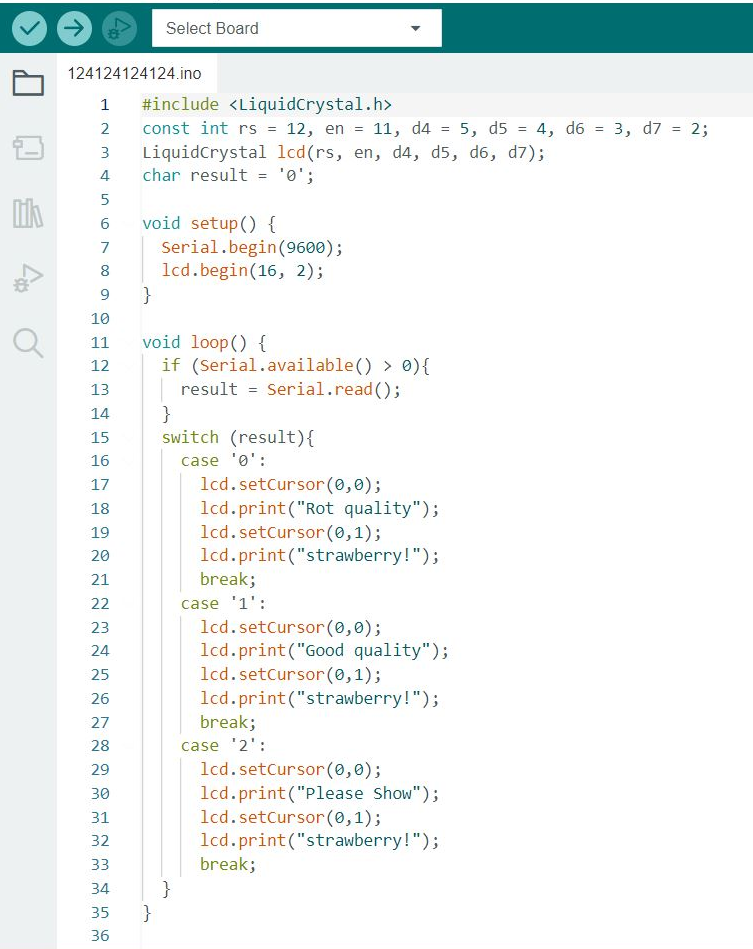 Select Board
124124124124.ino
1 #include <LiquidCrystal.h>
2 const int rs = 12, en = 11, d4 = 5, d5 = 4, d6 = 3, d7 = 2;
3 LiquidCrystal lcd(rs, en, d4, d5, d6, d7);
4 char result = '0';
5
6 void setup() {
7   Serial.begin(9600);
8   lcd.begin(16, 2);
9 }
10
11 void loop() {
12   if (Serial.available() > 0){
13     result = Serial.read();
14   }
15   switch (result){
16     case '0':
17       lcd.setCursor(0,0);
18       lcd.print("Rot quality");
19       lcd.setCursor(0,1);
20       lcd.print("strawberry!");
21       break;
22     case '1':
23       lcd.setCursor(0,0);
24       lcd.print("Good quality");
25       lcd.setCursor(0,1);
26       lcd.print("strawberry!");
27       break;
28     case '2':
29       lcd.setCursor(0,0);
30       lcd.print("Please Show");
31       lcd.setCursor(0,1);
32       lcd.print("strawberry!");
33       break;
34   }
35 }
36